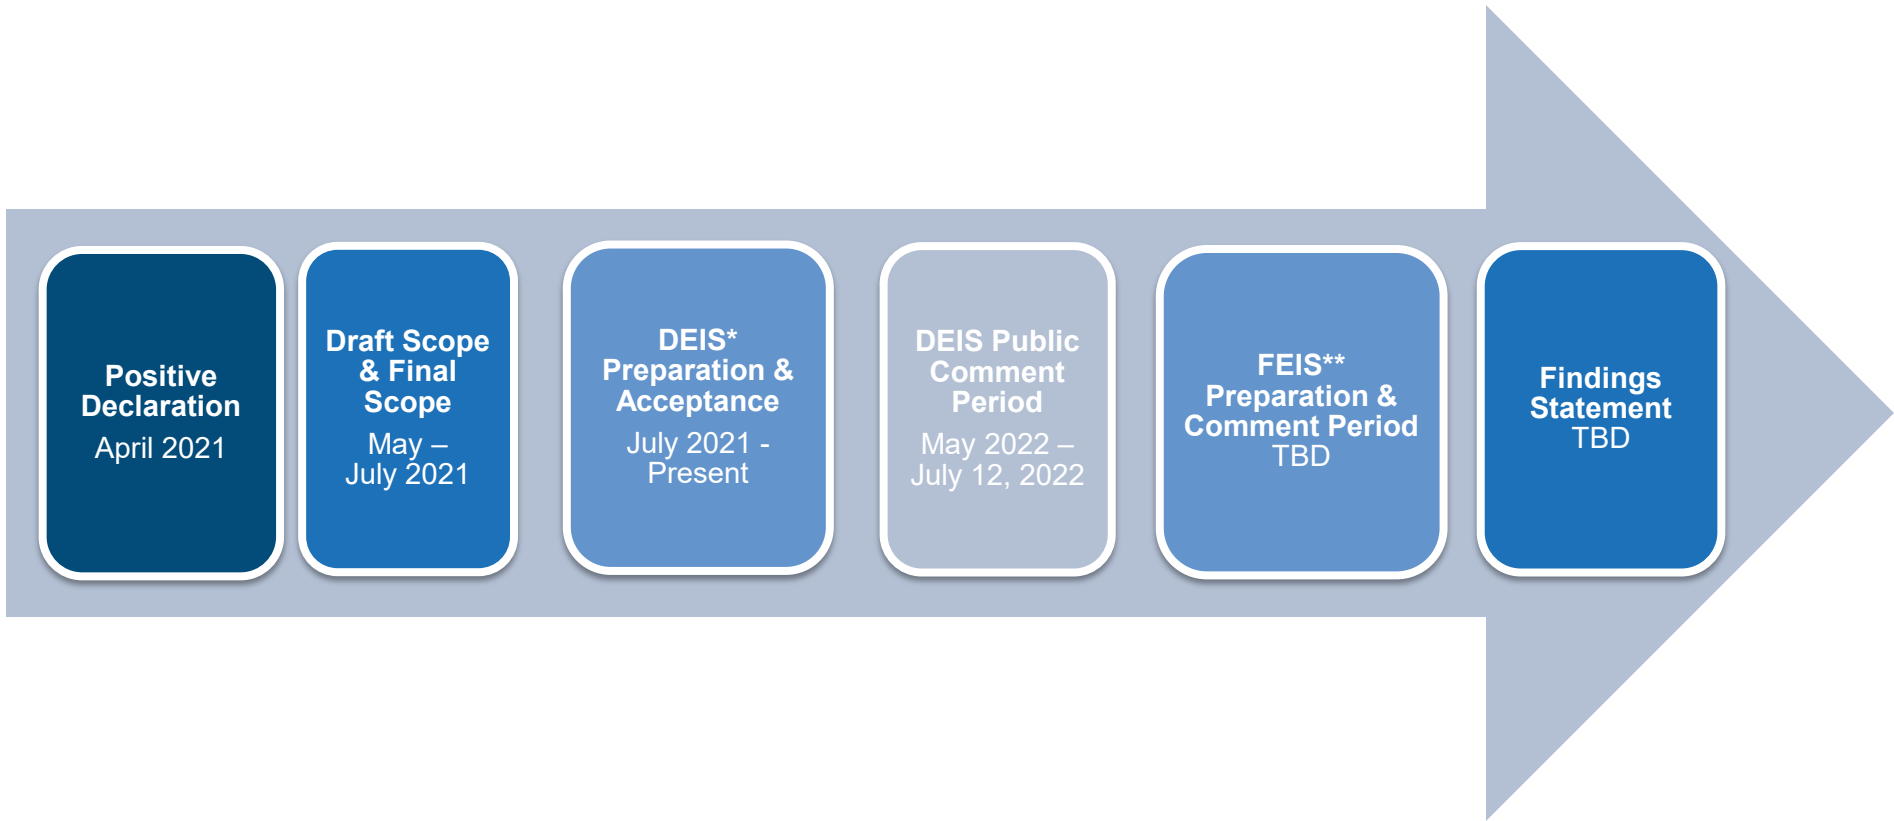 Positive
Declaration
April 2021
Draft Scope
& Final
Scope
May –
July 2021
DEIS*
Preparation &
Acceptance
July 2021 -
Present
DEIS Public
Comment
Period
May 2022 –
July 12, 2022
FEIS**
Preparation &
Comment Period
TBD
Findings
Statement
TBD